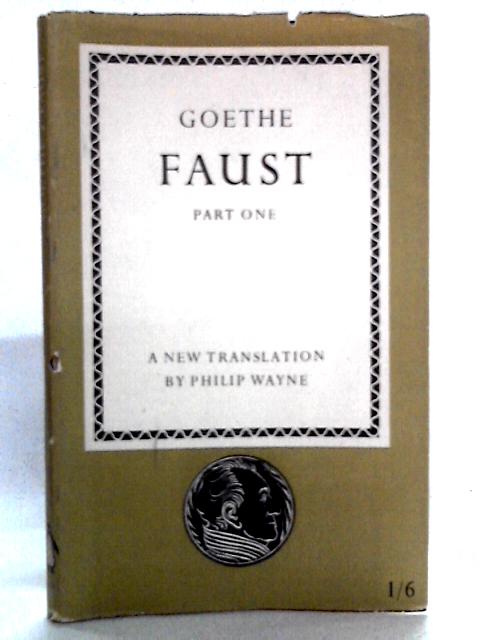 GOETHE
FAUST
PART ONE
A NEW TRANSLATION
BY PHILIP WAYNE
1/6